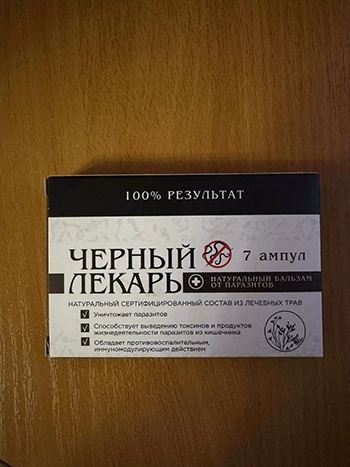 100% РЕЗУЛЬТАТ
ЧЕРНЫЙ
7 ампул
ЛЕКАРЬ
НАТУРАЛЬНЫЙ БАЛЬЗАМ
ОТ ПАРАЗИТОВ
НАТУРАЛЬНЫЙ СЕРТИФИЦИРОВАННЫЙ СОСТАВ ИЗ ЛЕЧЕБНЫХ ТРАВ
Уничтожает паразитов
Способствует выведению токсинов и продуктов
жизнедеятельности паразитов из кишечника
Обладает противовоспалительным,
иммуномодулирующим действием